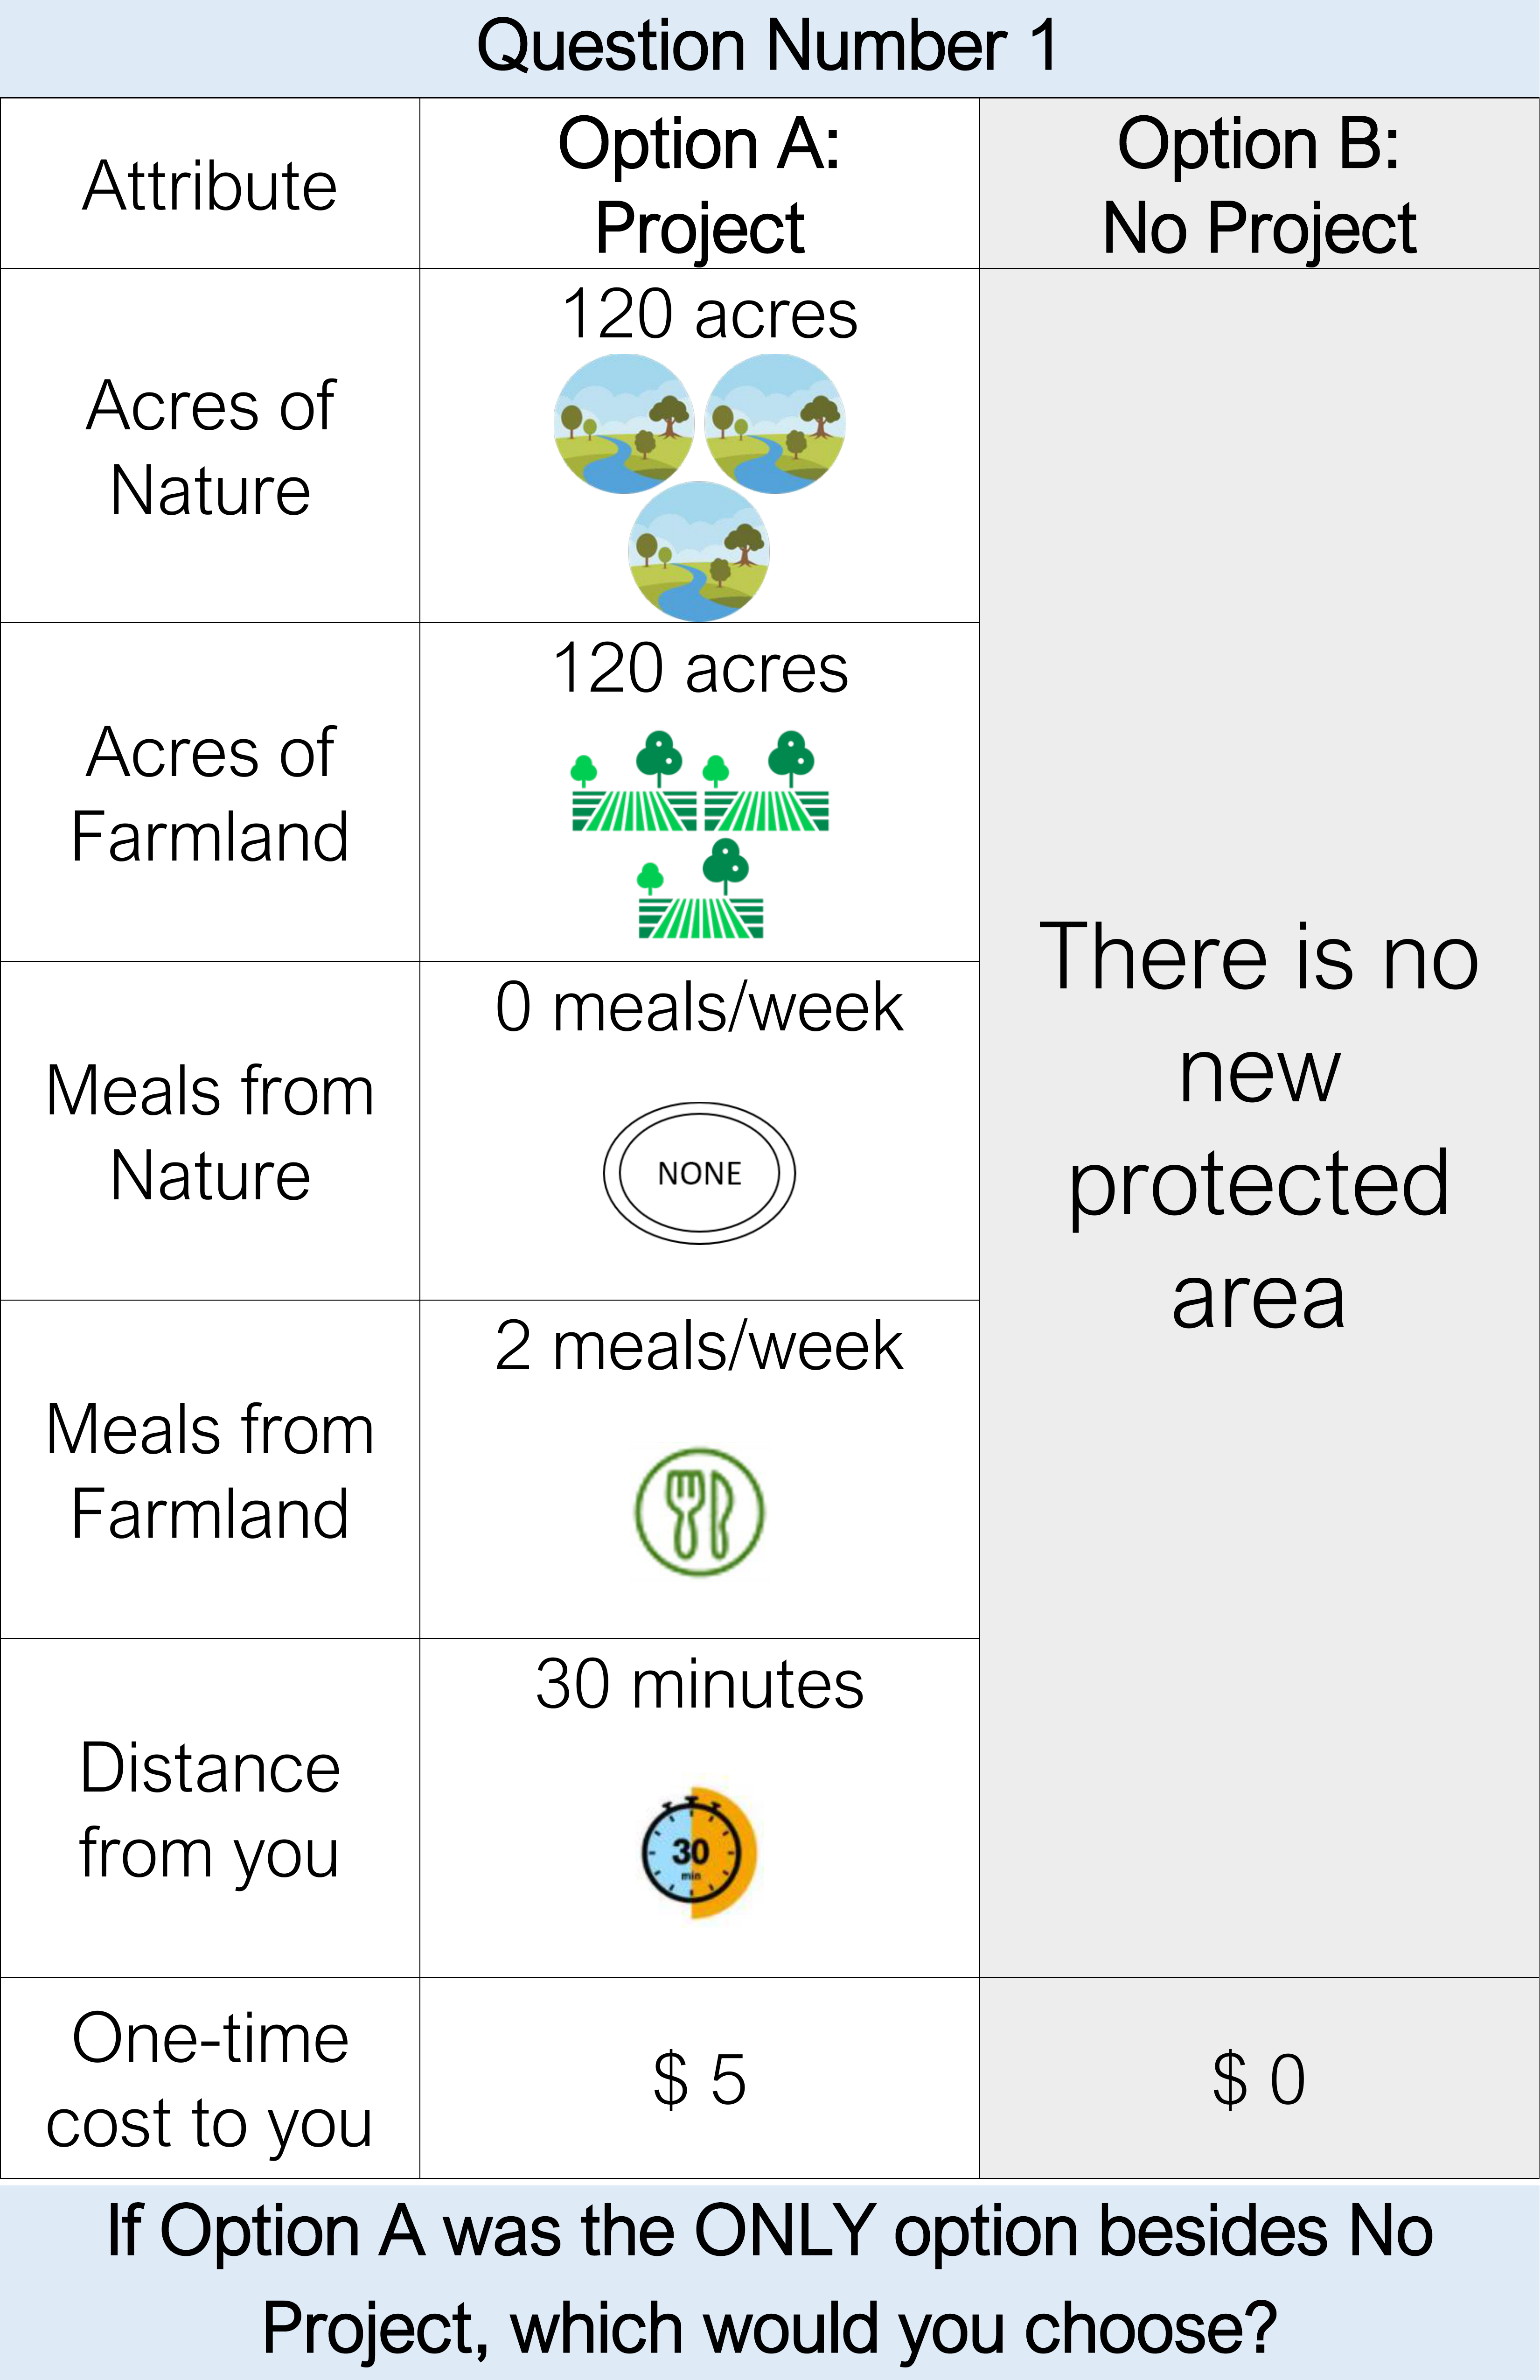 Question Number 1
Attribute
Option A:
Project
Option B:
No Project
Acres of
Nature
120 acres
Acres of
Farmland
120 acres
Meals from
Nature
0 meals/week
NONE
Meals from
Farmland
2 meals/week
Distance
from you
30 minutes
30
min
There is no
new
protected
area
One-time
cost to you
$ 5
$ 0
If Option A was the ONLY option besides No
Project, which would you choose?